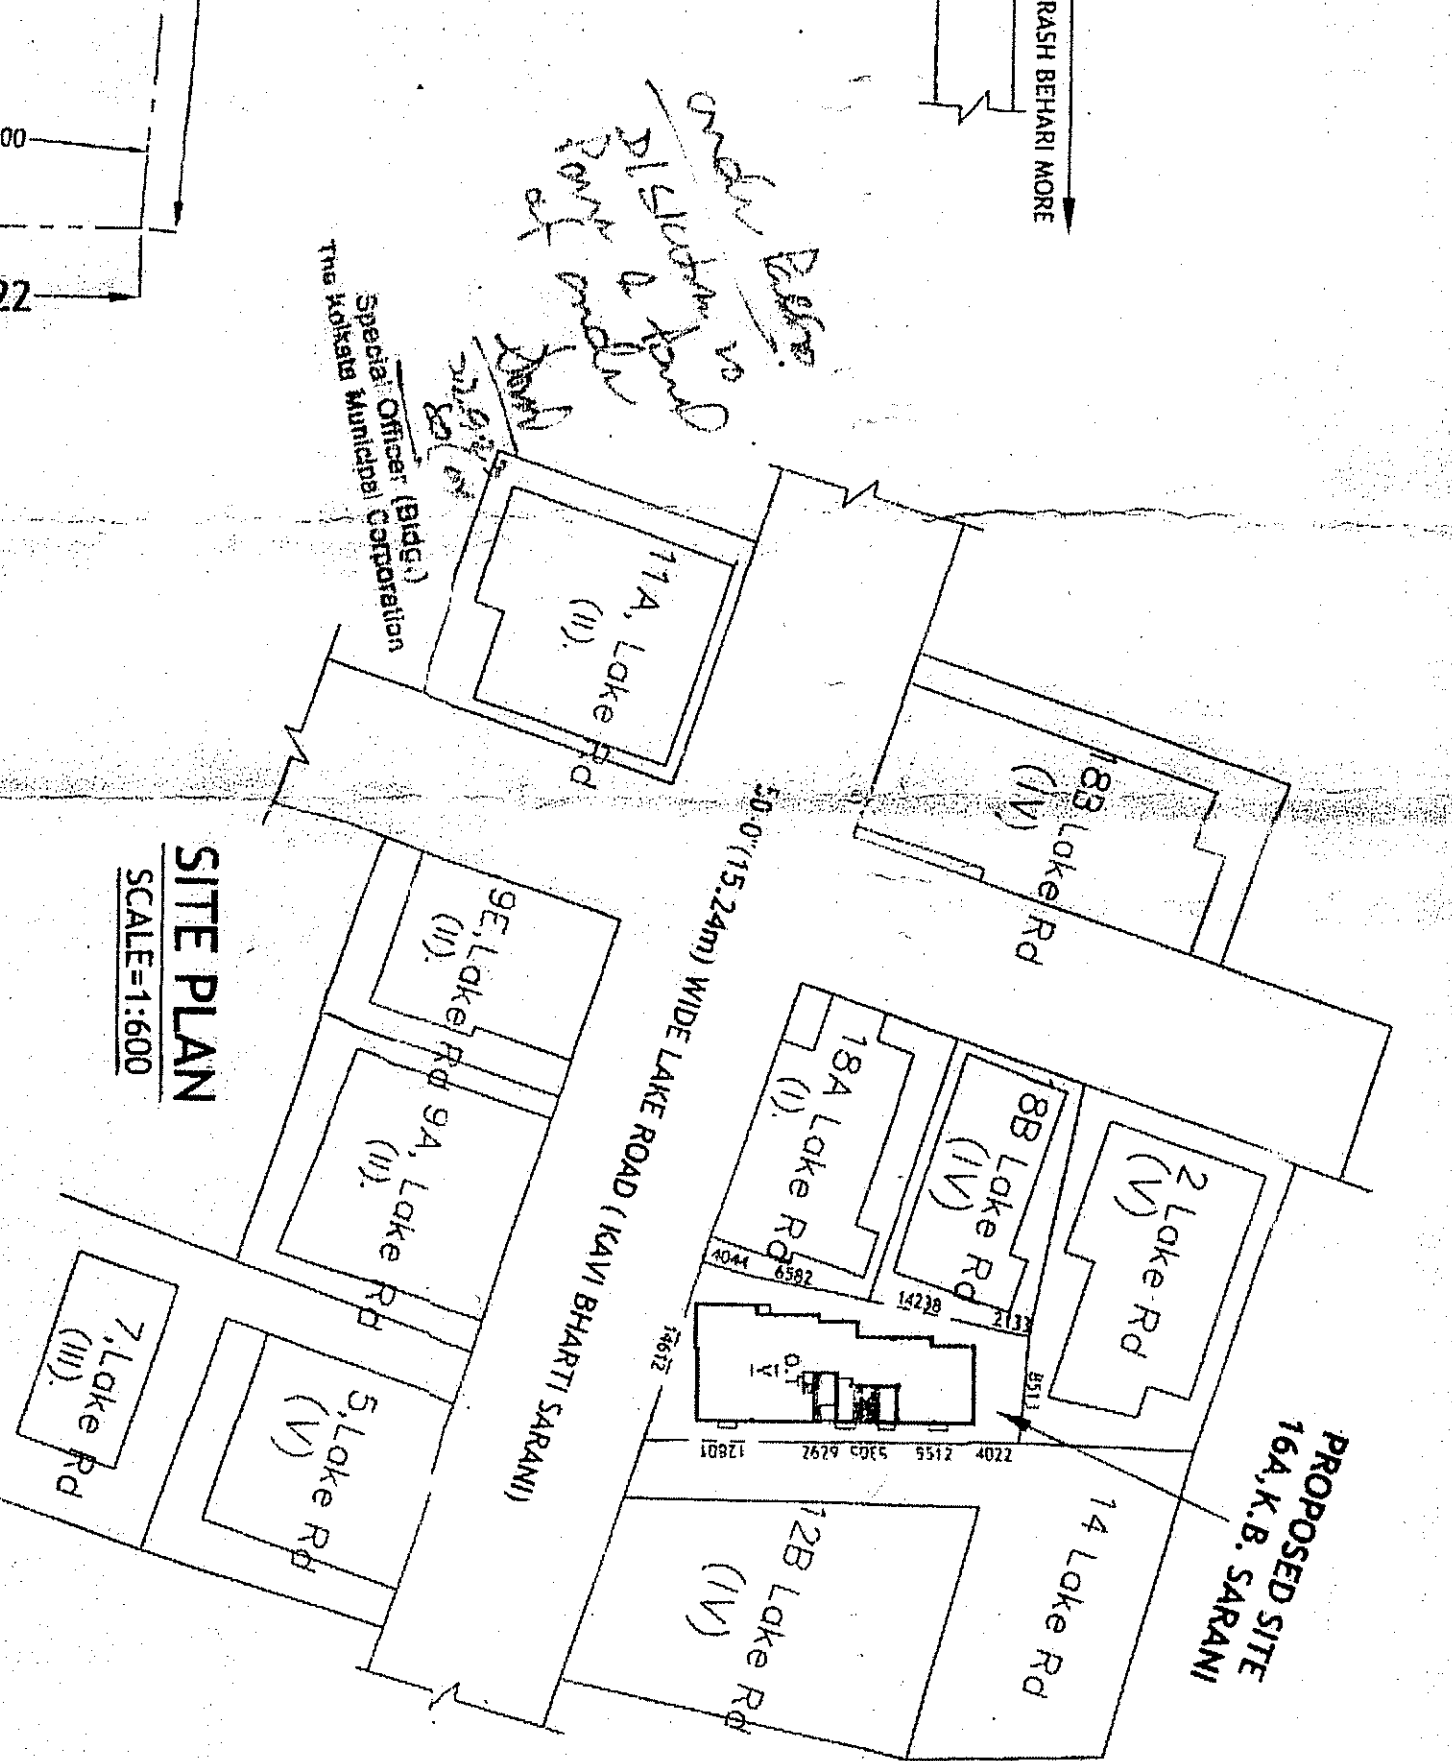 RASH BEHARI MORE
00
22
Special Officer (Bldg.)
The Kolkata Municipal Corporation
11A, Lake Rd
(II).
18B Lake Rd
(IV)
50'-0"(15.24m) WIDE LAKE ROAD ( KAVI BHARTI SARANI)
SITE PLAN
SCALE=1:600
9E, Lake Rd
(II).
9A, Lake Rd
(II).
18A Lake Rd
(I).
18B Lake Rd
(IV)
2 Lake Rd
(V)
4044
6582
14238
2133
8513
14612
12801
2629
5305
5512
4022
PROPOSED SITE
16A,K.B. SARANI
7,Lake Rd
(III).
5,Lake Rd
(V)
12B Lake Rd
(IV)
14 Lake Rd